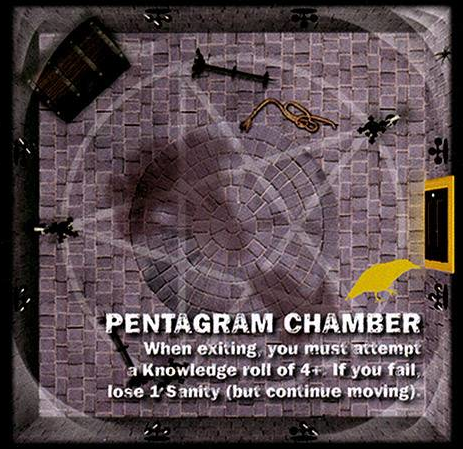 PENTAGRAM CHAMBER
When exiting, you must attempt
a Knowledge roll of 4+. If you fail,
lose 1 Sanity (but continue moving).